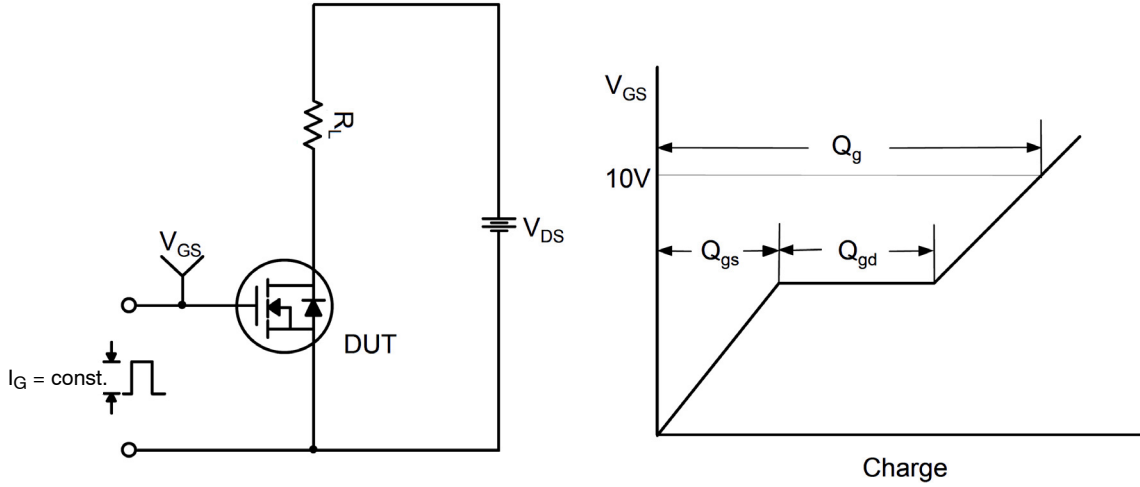 R_L
V_GS
V_DS
DUT
I_G = const.
V_GS
Q_g
10V
Q_gs
Q_gd
Charge